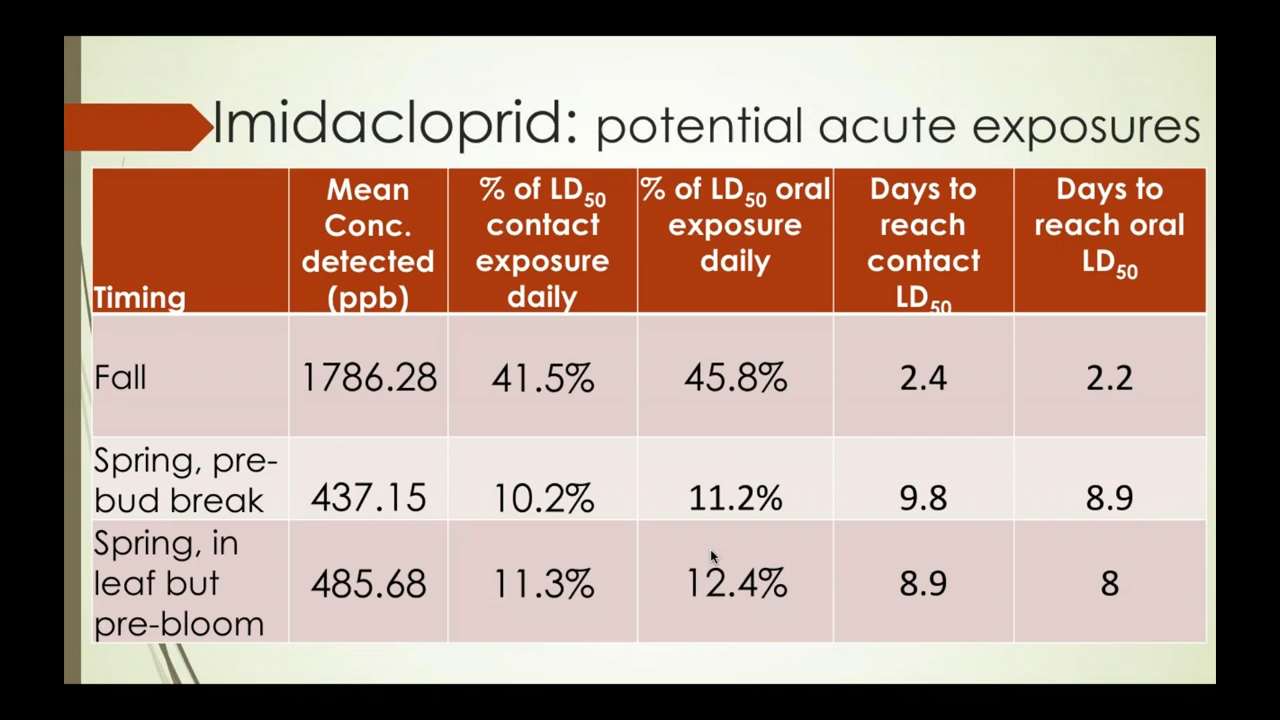 Imidacloprid: potential acute exposures
Timing
Mean
Conc.
detected
(ppb)
% of LD50
contact
exposure
daily
% of LD50 oral
exposure
daily
Days to
reach
contact
LD50
Days to
reach oral
LD50
Fall
1786.28
41.5%
45.8%
2.4
2.2
Spring, pre-
bud break
437.15
10.2%
11.2%
9.8
8.9
Spring, in
leaf but
pre-bloom
485.68
11.3%
12.4%
8.9
8